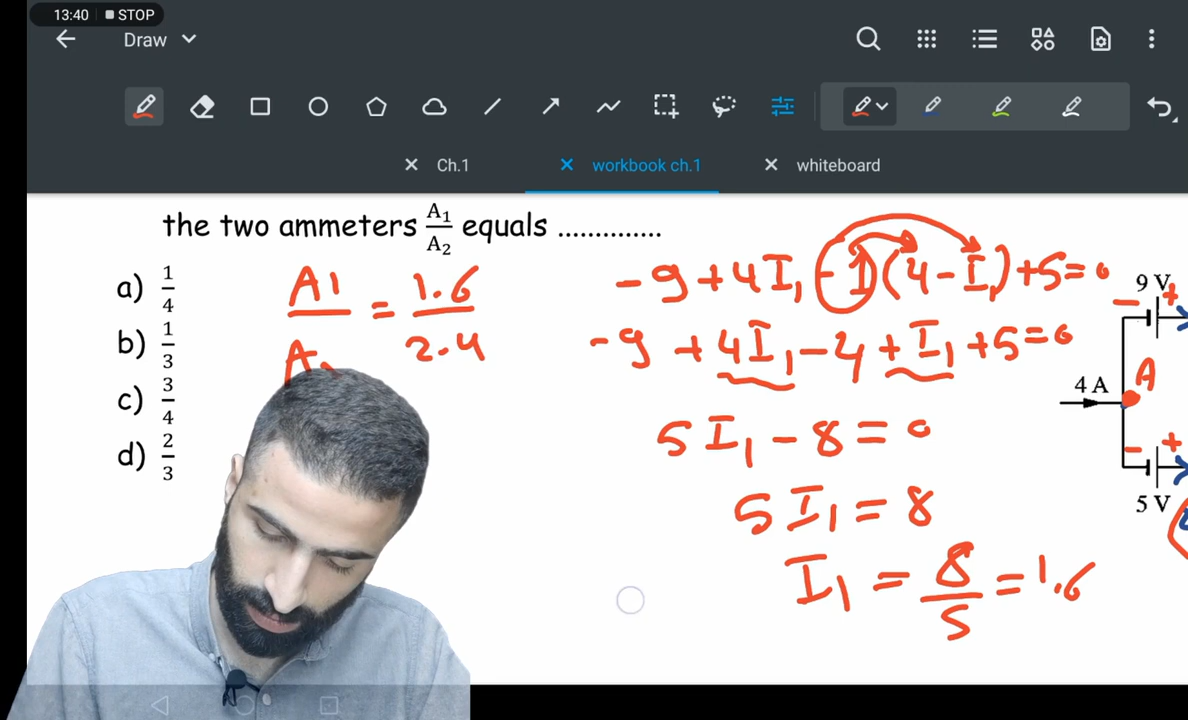 13:40 STOP
Draw
Ch.1
workbook ch.1
whiteboard
the two ammeters A₁/A₂ equals ..............
a) 1/4
b) 1/3
c) 3/4
d) 2/3
A1 = 1.6
A 2.4
-9+4I₁-1(4-I₁)+5=0
-9+4I₁-4+I₁+5=0
5I₁-8=0
5I₁=8
I₁=8/5=1.6
9 V
- +
4 A
A
- +
5 V